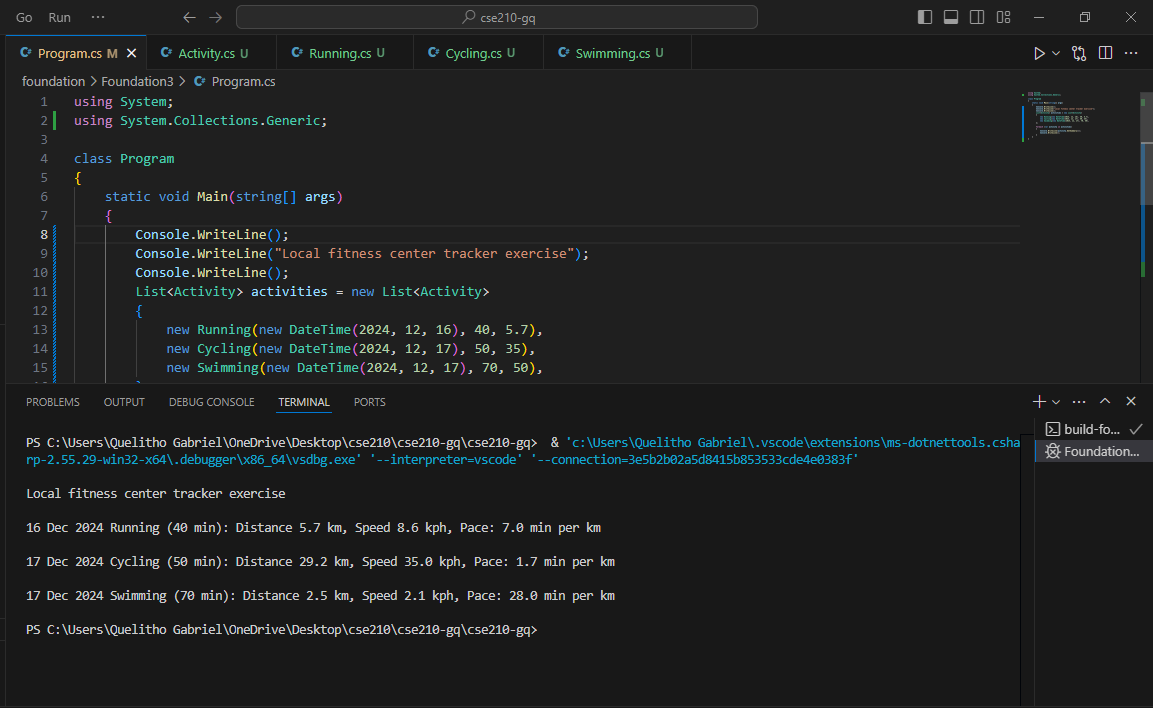 Go Run ··· cse210-gq
Program.cs M Activity.cs U Running.cs U Cycling.cs U Swimming.cs U
foundation > Foundation3 > Program.cs
1 using System;
2 using System.Collections.Generic;
3
4 class Program
5 {
6 static void Main(string[] args)
7 {
8 Console.WriteLine();
9 Console.WriteLine("Local fitness center tracker exercise");
10 Console.WriteLine();
11 List<Activity> activities = new List<Activity>
12 {
13 new Running(new DateTime(2024, 12, 16), 40, 5.7),
14 new Cycling(new DateTime(2024, 12, 17), 50, 35),
15 new Swimming(new DateTime(2024, 12, 17), 70, 50),
PROBLEMS OUTPUT DEBUG CONSOLE TERMINAL PORTS
build-fo...
Foundation...
PS C:\Users\Quelitho Gabriel\OneDrive\Desktop\cse210\cse210-gq\cse210-gq> & 'c:\Users\Quelitho Gabriel\.vscode\extensions\ms-dotnettools.csha
rp-2.55.29-win32-x64\.debugger\x86_64\vsdbg.exe' '--interpreter=vscode' '--connection=3e5b2b02a5d8415b853533cde4e0383f'
Local fitness center tracker exercise
16 Dec 2024 Running (40 min): Distance 5.7 km, Speed 8.6 kph, Pace: 7.0 min per km
17 Dec 2024 Cycling (50 min): Distance 29.2 km, Speed 35.0 kph, Pace: 1.7 min per km
17 Dec 2024 Swimming (70 min): Distance 2.5 km, Speed 2.1 kph, Pace: 28.0 min per km
PS C:\Users\Quelitho Gabriel\OneDrive\Desktop\cse210\cse210-gq\cse210-gq>